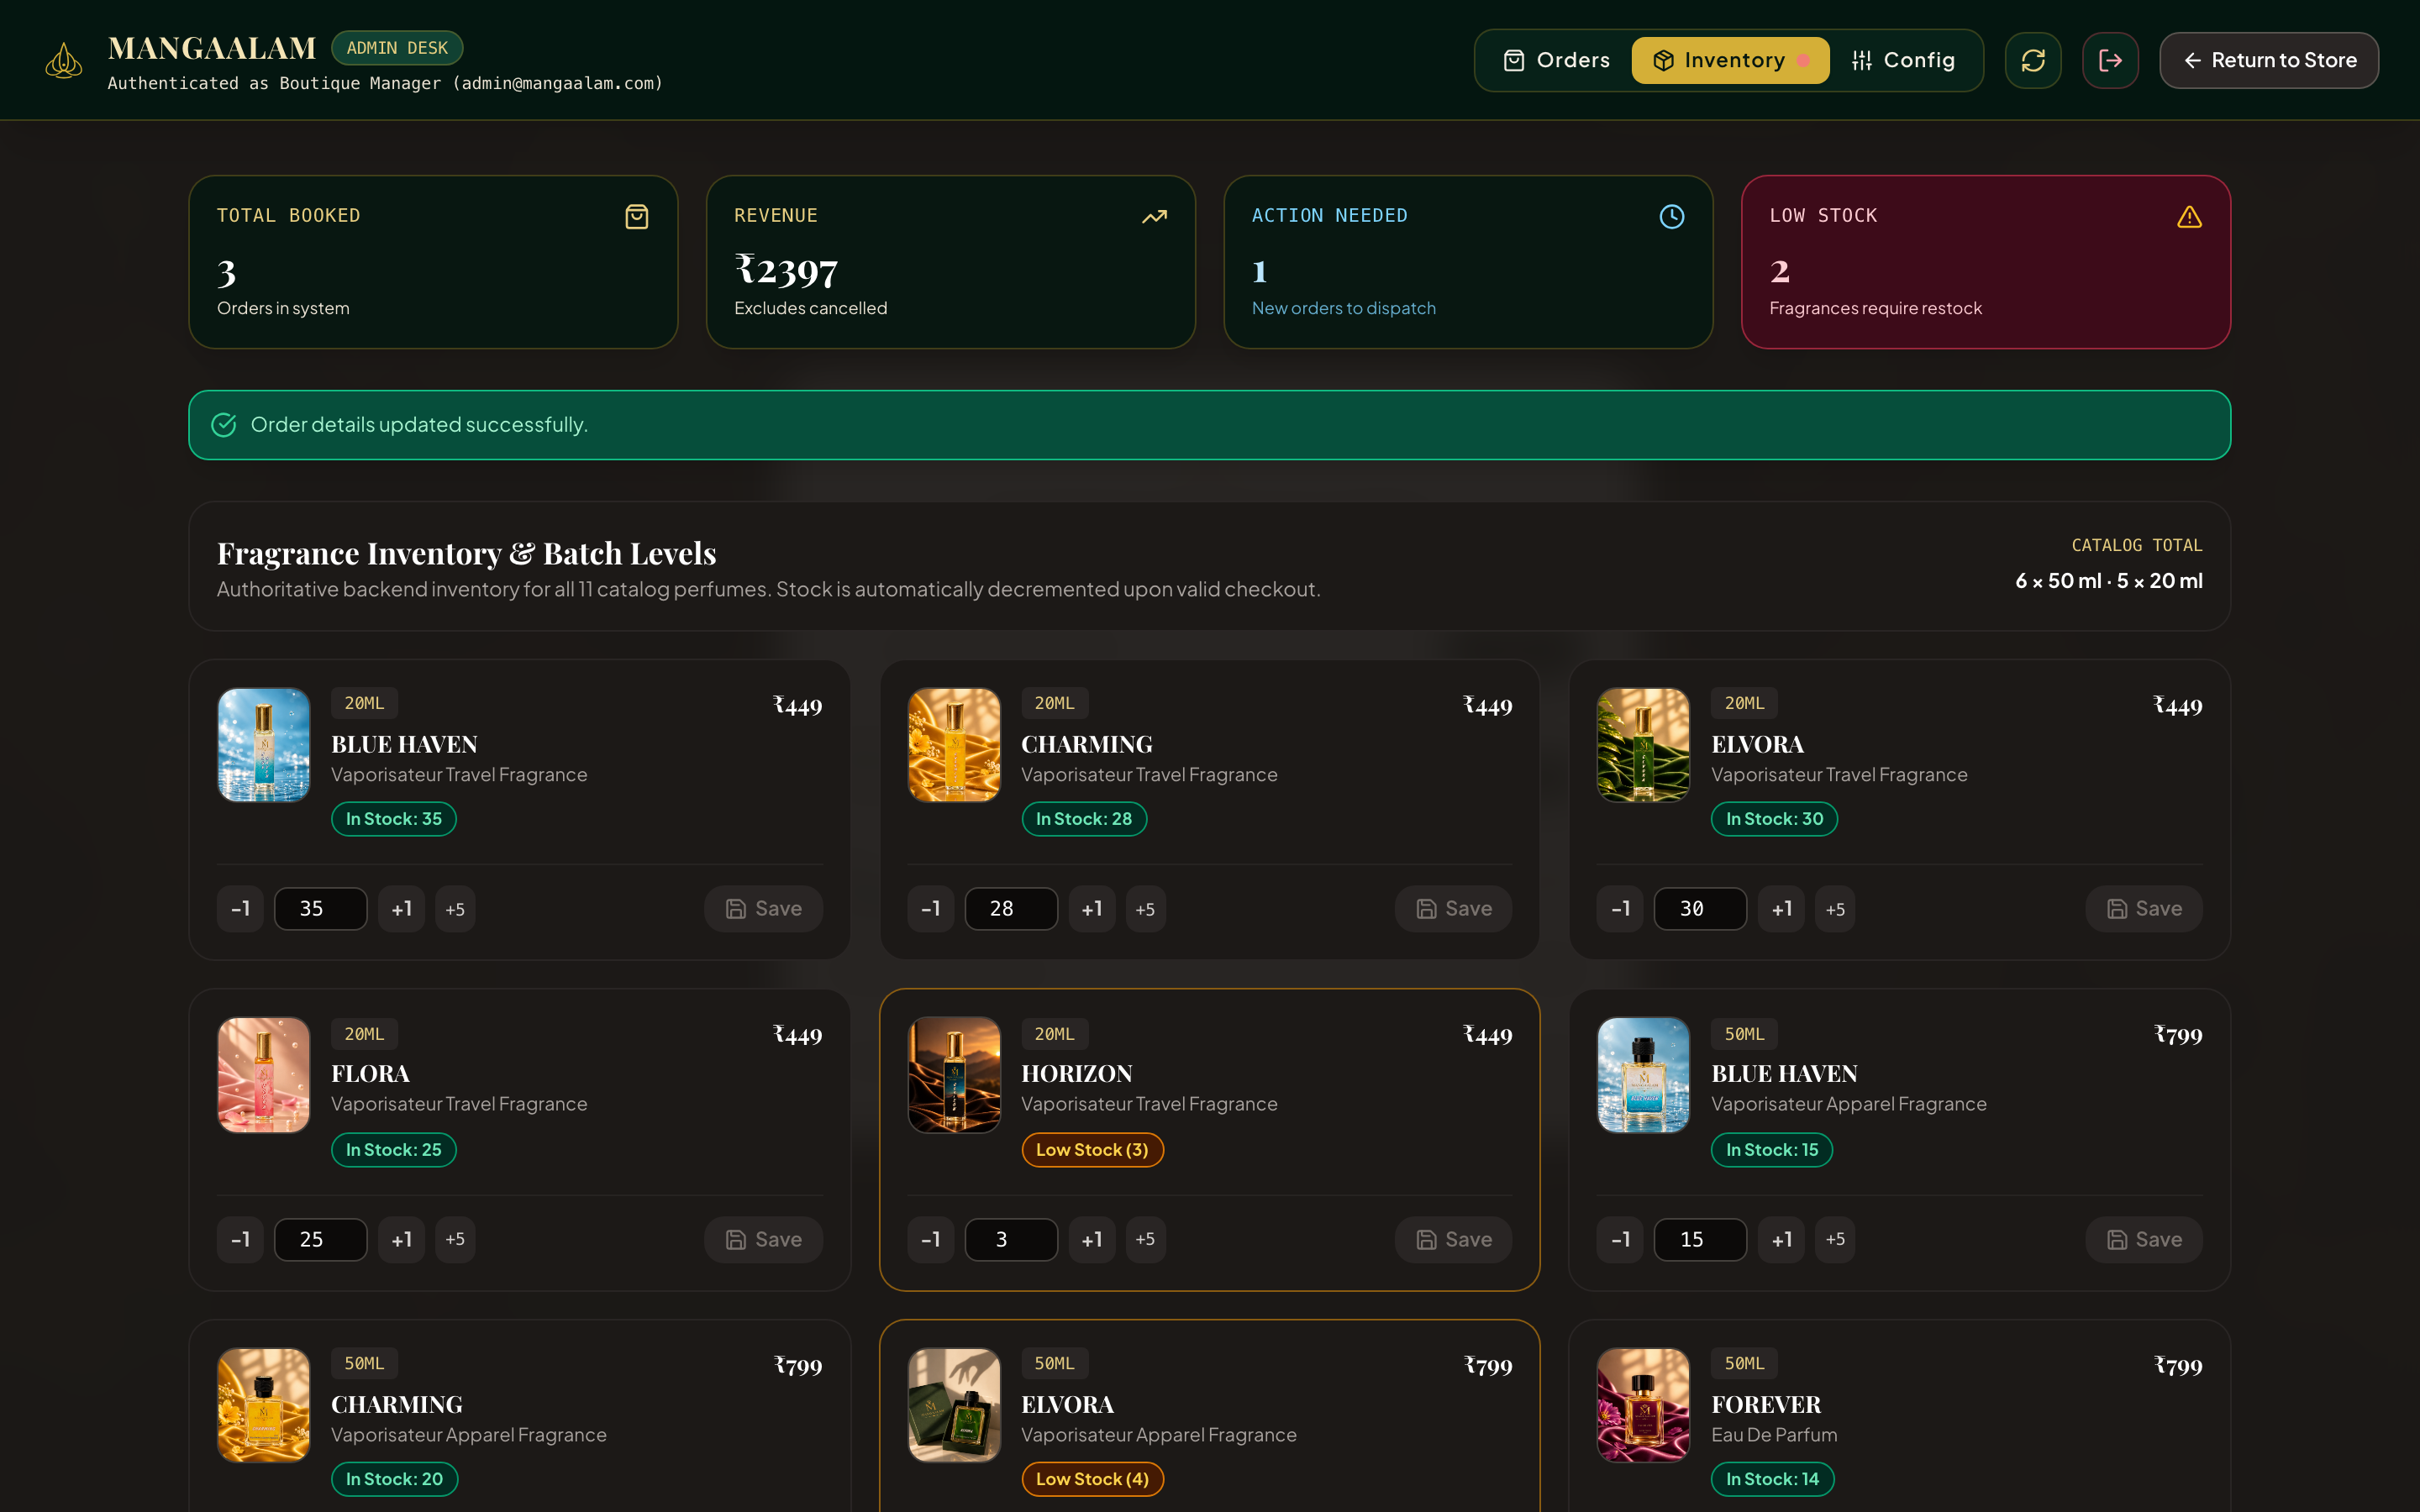 MANGAALAM ADMIN DESK
Authenticated as Boutique Manager (admin@mangaalam.com)
Orders
Inventory
Config
Return to Store
TOTAL BOOKED
3
Orders in system
REVENUE
₹2397
Excludes cancelled
ACTION NEEDED
1
New orders to dispatch
LOW STOCK
2
Fragrances require restock
Order details updated successfully.
Fragrance Inventory & Batch Levels
Authoritative backend inventory for all 11 catalog perfumes. Stock is automatically decremented upon valid checkout.
CATALOG TOTAL
6 × 50 ml · 5 × 20 ml
20ML
₹449
BLUE HAVEN
Vaporisateur Travel Fragrance
In Stock: 35
-1 35 +1 +5 Save
20ML
₹449
CHARMING
Vaporisateur Travel Fragrance
In Stock: 28
-1 28 +1 +5 Save
20ML
₹449
ELVORA
Vaporisateur Travel Fragrance
In Stock: 30
-1 30 +1 +5 Save
20ML
₹449
FLORA
Vaporisateur Travel Fragrance
In Stock: 25
-1 25 +1 +5 Save
20ML
₹449
HORIZON
Vaporisateur Travel Fragrance
Low Stock (3)
-1 3 +1 +5 Save
50ML
₹799
BLUE HAVEN
Vaporisateur Apparel Fragrance
In Stock: 15
-1 15 +1 +5 Save
50ML
₹799
CHARMING
Vaporisateur Apparel Fragrance
In Stock: 20
50ML
₹799
ELVORA
Vaporisateur Apparel Fragrance
Low Stock (4)
50ML
₹799
FOREVER
Eau De Parfum
In Stock: 14